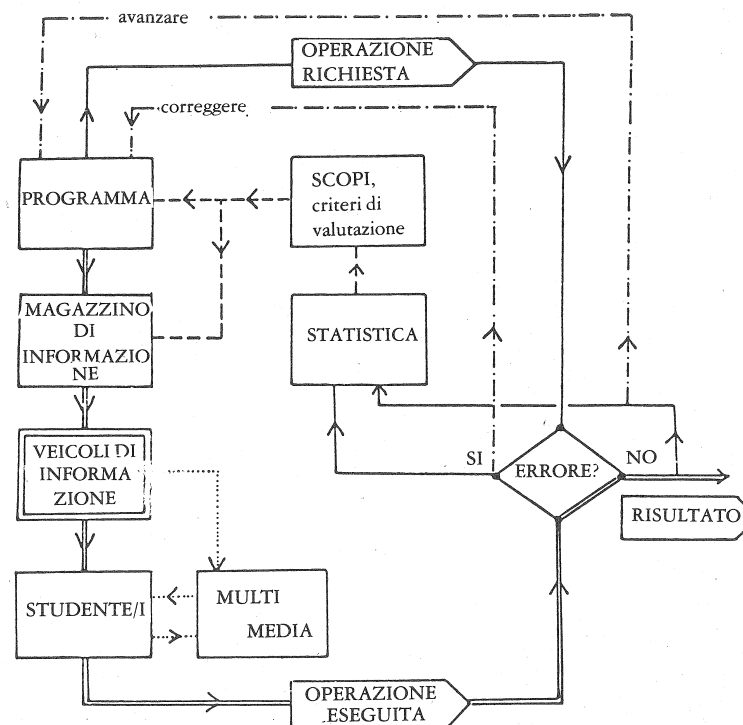 avanzare
OPERAZIONE
RICHIESTA
correggere
PROGRAMMA
SCOPI,
criteri di
valutazione
MAGAZZINO
DI
INFORMAZIO
NE
STATISTICA
VEICOLI DI
INFORMA
ZIONE
SI
ERRORE?
NO
RISULTATO
STUDENTE/I
MULTI
MEDIA
OPERAZIONE
ESEGUITA